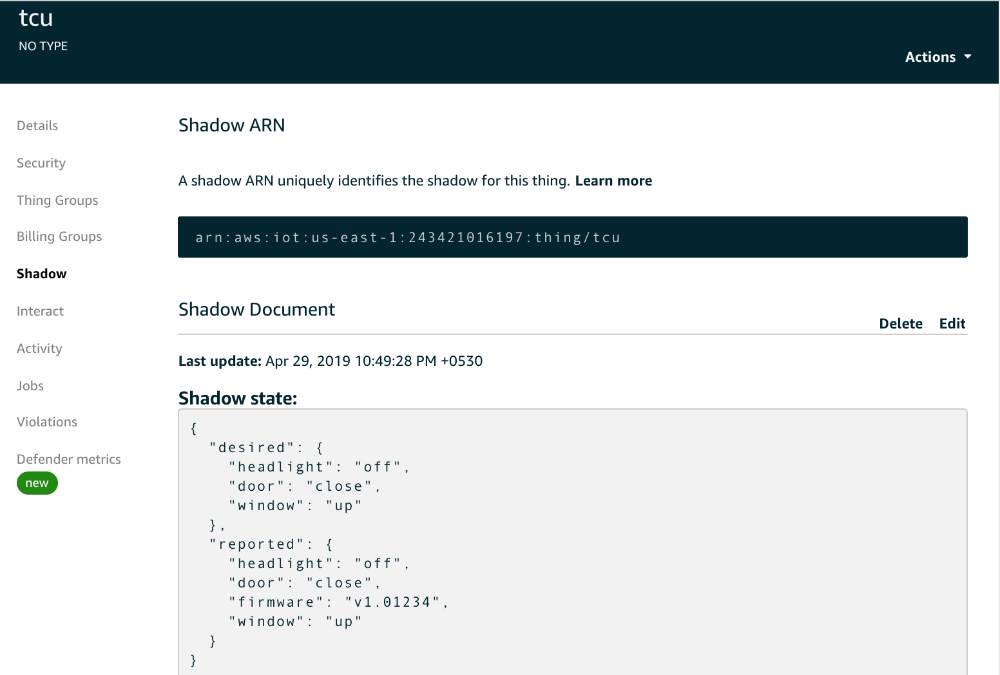 tcu
NO TYPE
Actions
Details
Security
Thing Groups
Billing Groups
Shadow
Interact
Activity
Jobs
Violations
Defender metrics
new
Shadow ARN
A shadow ARN uniquely identifies the shadow for this thing. Learn more
arn:aws:iot:us-east-1:243421016197:thing/tcu
Shadow Document
Delete Edit
Last update: Apr 29, 2019 10:49:28 PM +0530
Shadow state:
{
  "desired": {
    "headlight": "off",
    "door": "close",
    "window": "up"
  },
  "reported": {
    "headlight": "off",
    "door": "close",
    "firmware": "v1.01234",
    "window": "up"
  }
}